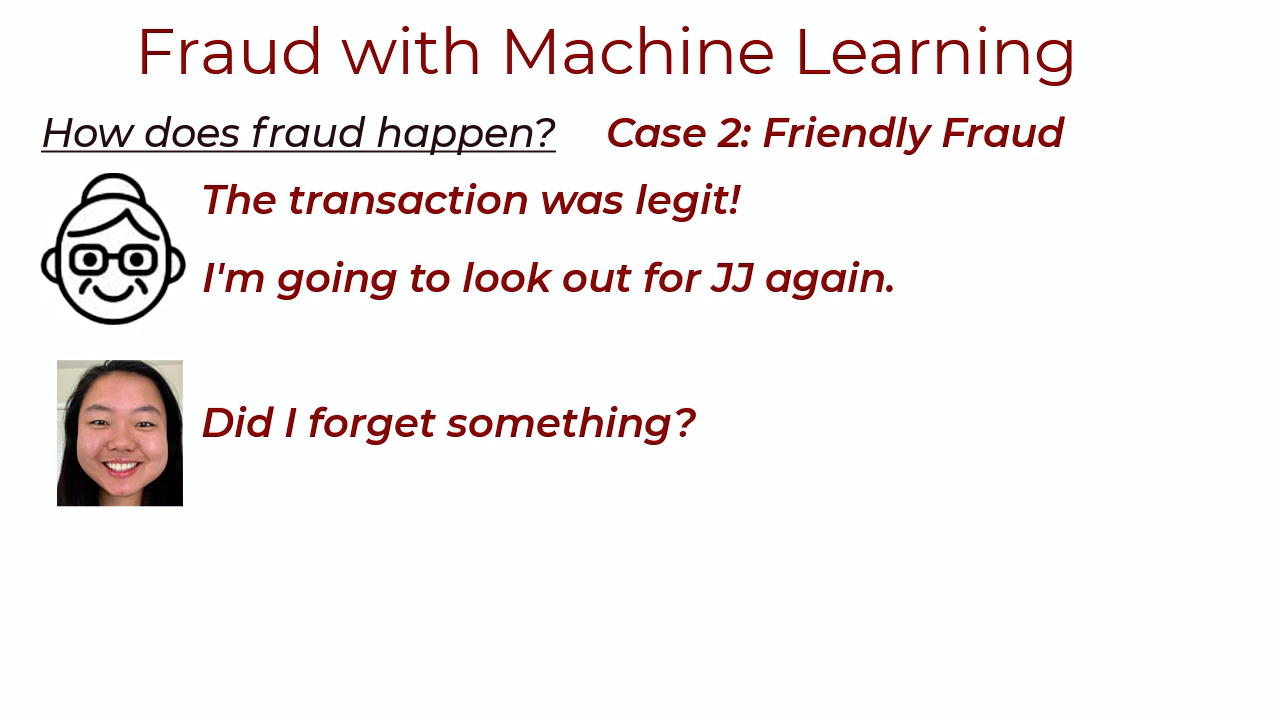 Fraud with Machine Learning
How does fraud happen? Case 2: Friendly Fraud
The transaction was legit!
I'm going to look out for JJ again.
Did I forget something?